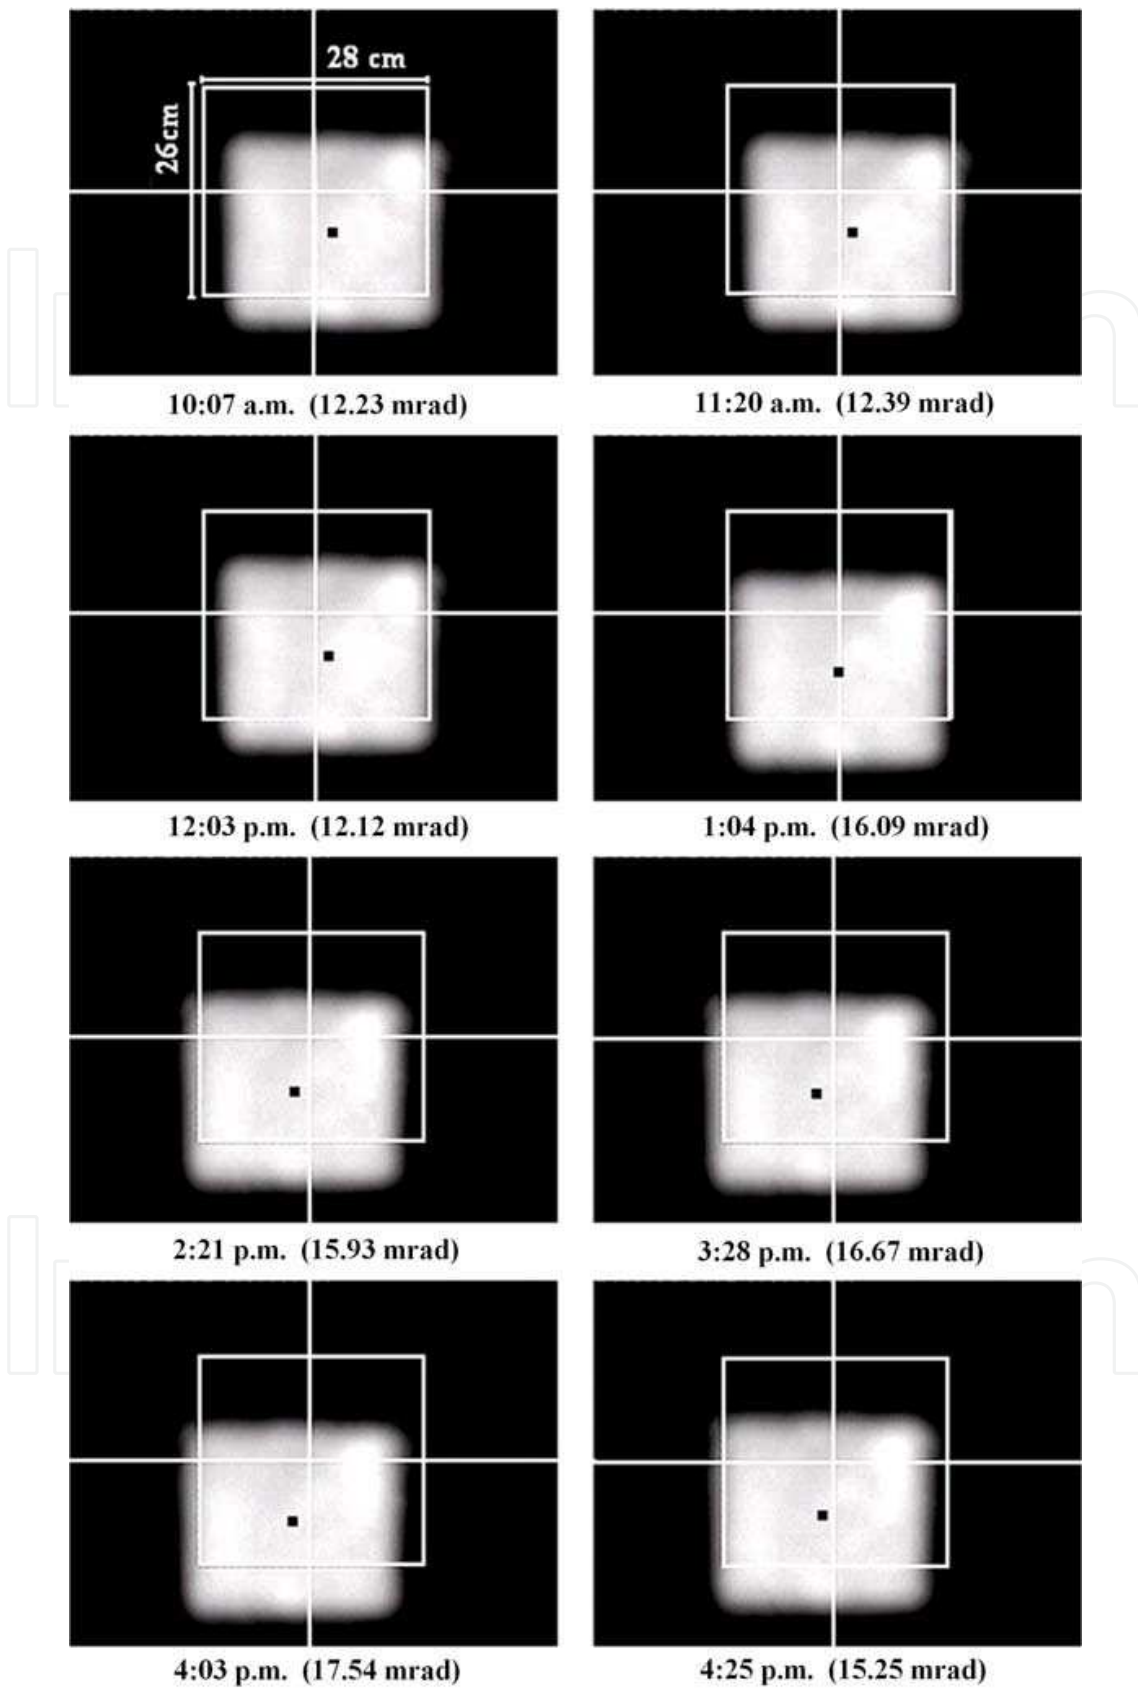 28 cm
26cm
10:07 a.m. (12.23 mrad)
11:20 a.m. (12.39 mrad)
12:03 p.m. (12.12 mrad)
1:04 p.m. (16.09 mrad)
2:21 p.m. (15.93 mrad)
3:28 p.m. (16.67 mrad)
4:03 p.m. (17.54 mrad)
4:25 p.m. (15.25 mrad)